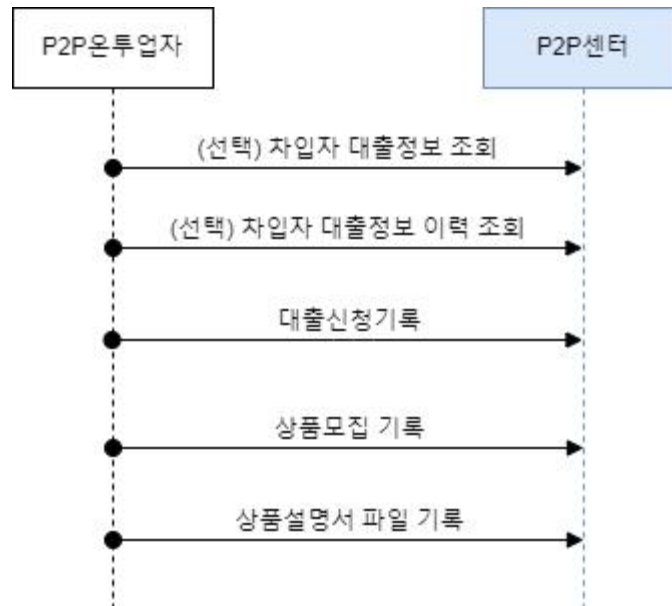 P2P온투업자
P2P센터
(선택) 차입자 대출정보 조회
(선택) 차입자 대출정보 이력 조회
대출신청기록
상품모집 기록
상품설명서 파일 기록